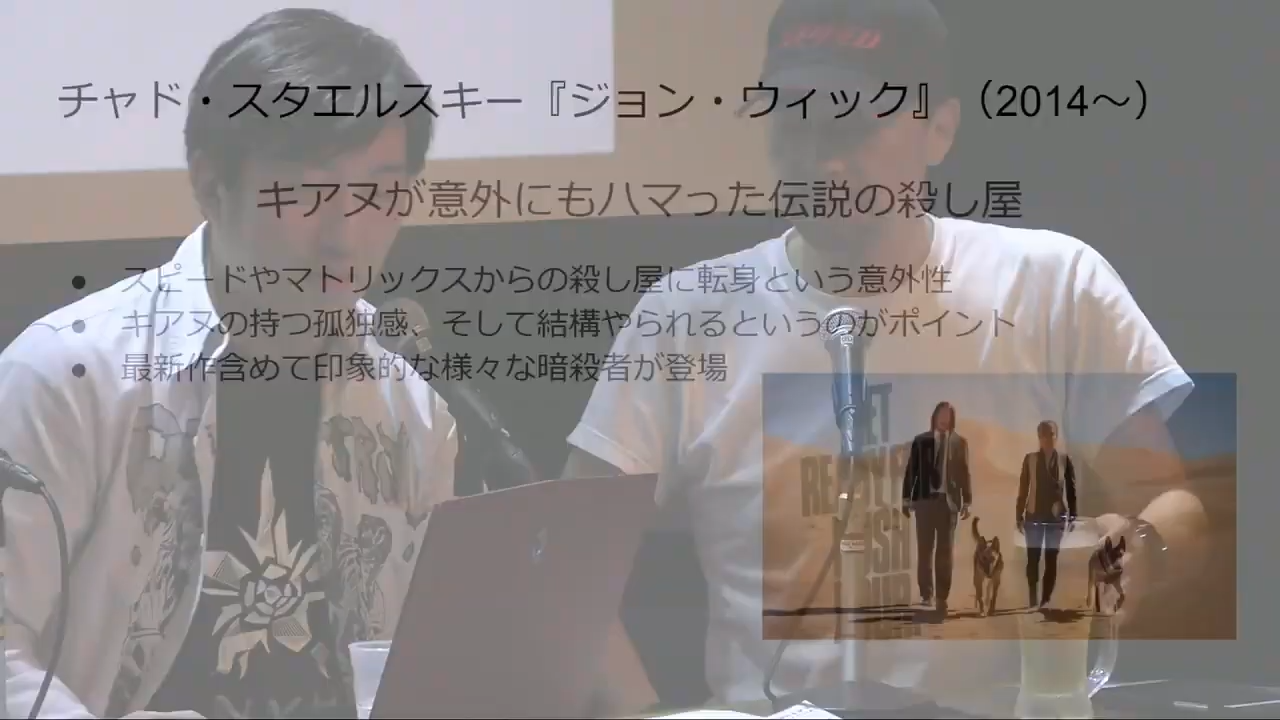 チャド・スタエルスキー『ジョン・ウィック』（2014～）
キアヌが意外にもハマった伝説の殺し屋
● スピードやマトリックスからの殺し屋に転身という意外性
● キアヌの持つ孤独感、そして結構やられるというのがポイント
● 最新作含めて印象的な様々な暗殺者が登場